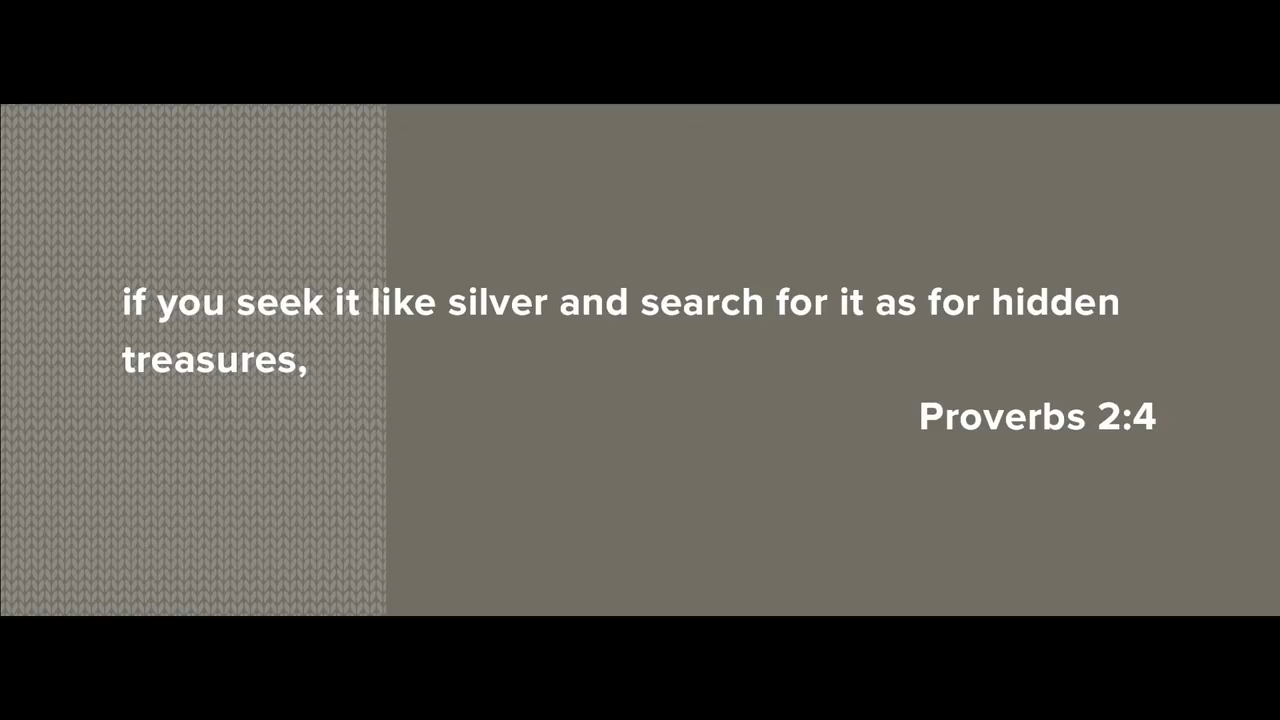 if you seek it like silver and search for it as for hidden
treasures,
Proverbs 2:4